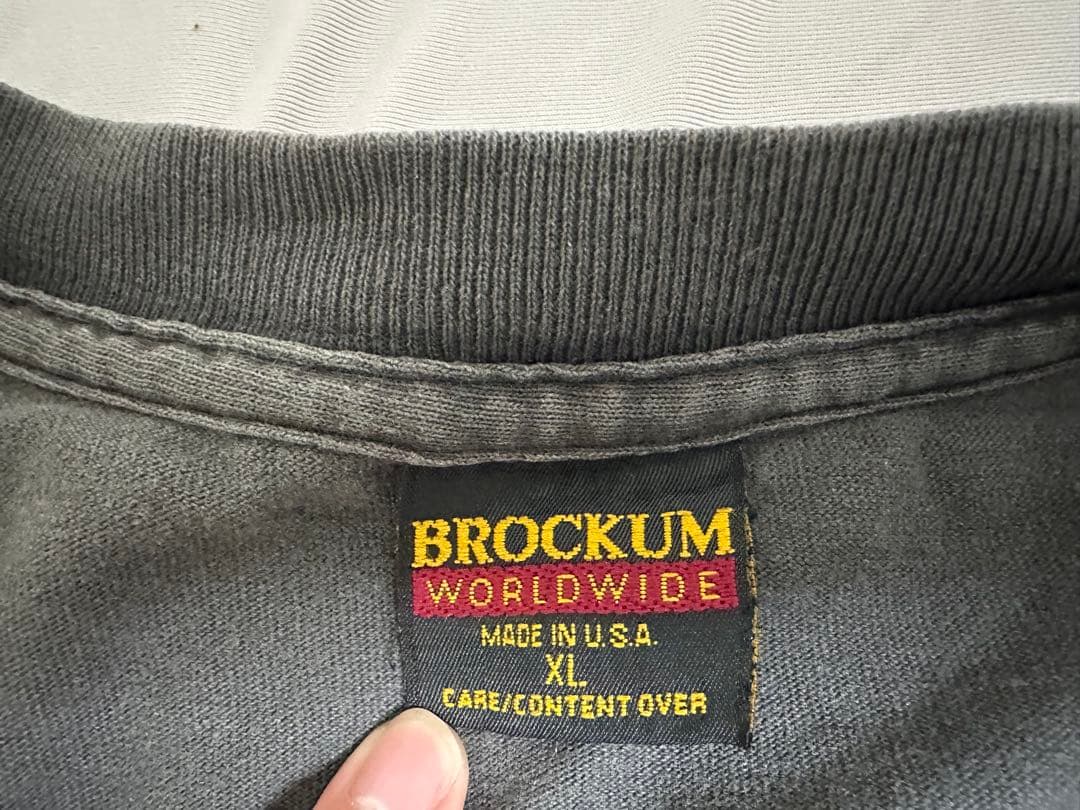 BROCKUM
WORLDWIDE
MADE IN U.S.A.
XL
CARE/CONTENT OVER